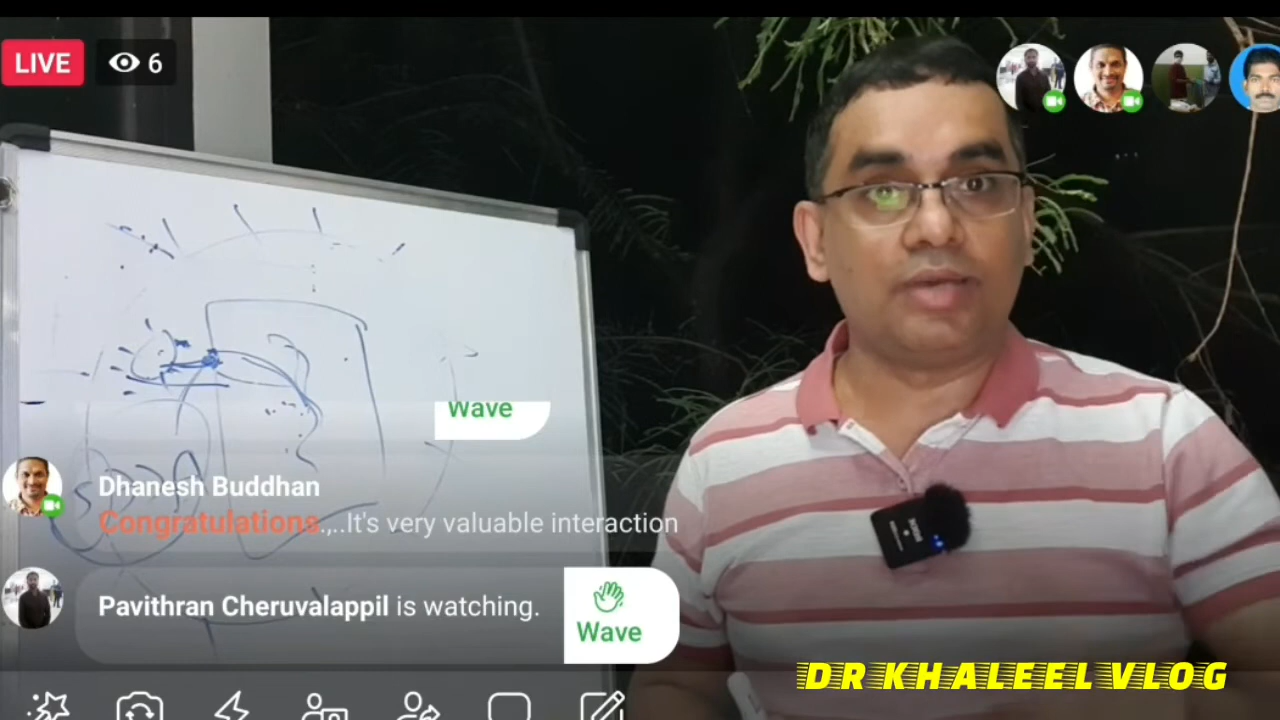 LIVE 6
Wave
Dhanesh Buddhan
Congratulations.,..It's very valuable interaction
Pavithran Cheruvalappil is watching.
Wave
DR KHALEEL VLOG